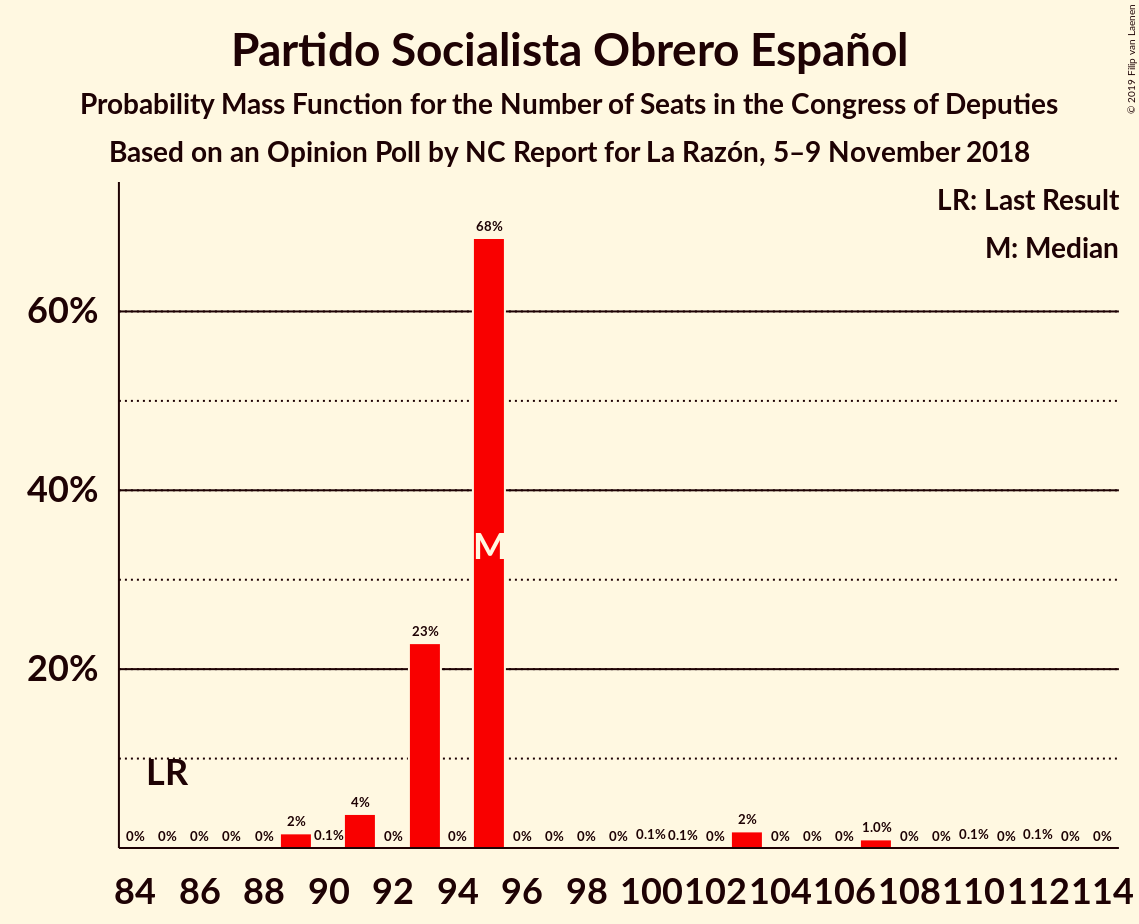 Partido Socialista Obrero Español
Probability Mass Function for the Number of Seats in the Congress of Deputies
Based on an Opinion Poll by NC Report for La Razón, 5–9 November 2018
© 2019 Filip van Laenen
LR: Last Result
M: Median
60%
40%
20%
LR
M
0% 0% 0% 0% 0% 2% 0.1% 4% 0% 23% 0% 68% 0% 0% 0% 0% 0.1% 0.1% 0% 2% 0% 0% 0% 1.0% 0% 0% 0.1% 0% 0.1% 0% 0%
84 86 88 90 92 94 96 98 100 102 104 106 108 110 112 114